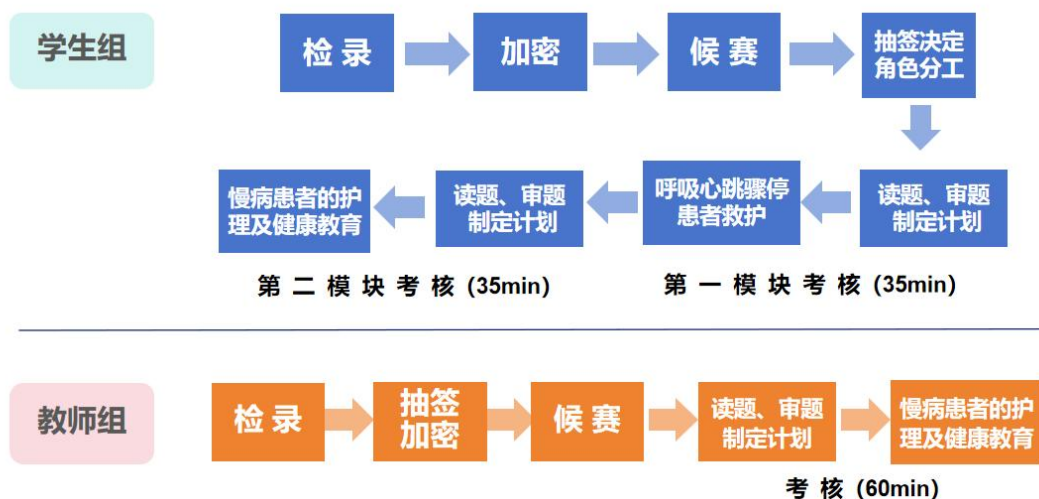 学生组
检 录
加密
候 赛
抽签决定
角色分工
读题、审题
制定计划
呼吸心跳骤停
患者救护
读题、审题
制定计划
慢病患者的护
理及健康教育
第 一 模 块 考 核 (35min)
第 二 模 块 考 核 (35min)
教师组
检 录
抽签
加密
候 赛
读题、审题
制定计划
慢病患者的护
理及健康教育
考 核 (60min)